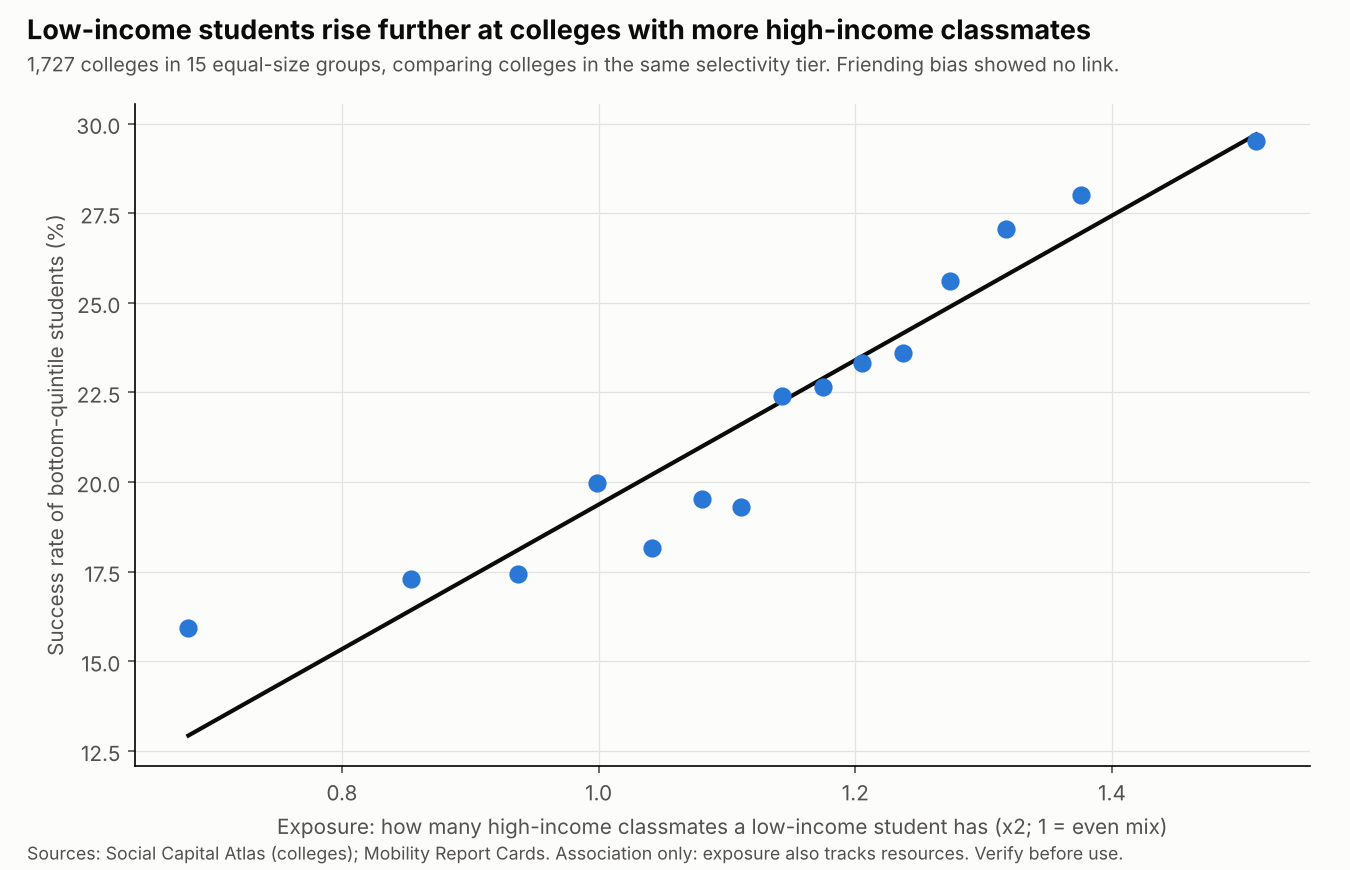 Low-income students rise further at colleges with more high-income classmates
1,727 colleges in 15 equal-size groups, comparing colleges in the same selectivity tier. Friending bias showed no link.
Success rate of bottom-quintile students (%)
30.0
27.5
25.0
22.5
20.0
17.5
15.0
12.5
0.8
1.0
1.2
1.4
Exposure: how many high-income classmates a low-income student has (x2; 1 = even mix)
Sources: Social Capital Atlas (colleges); Mobility Report Cards. Association only: exposure also tracks resources. Verify before use.